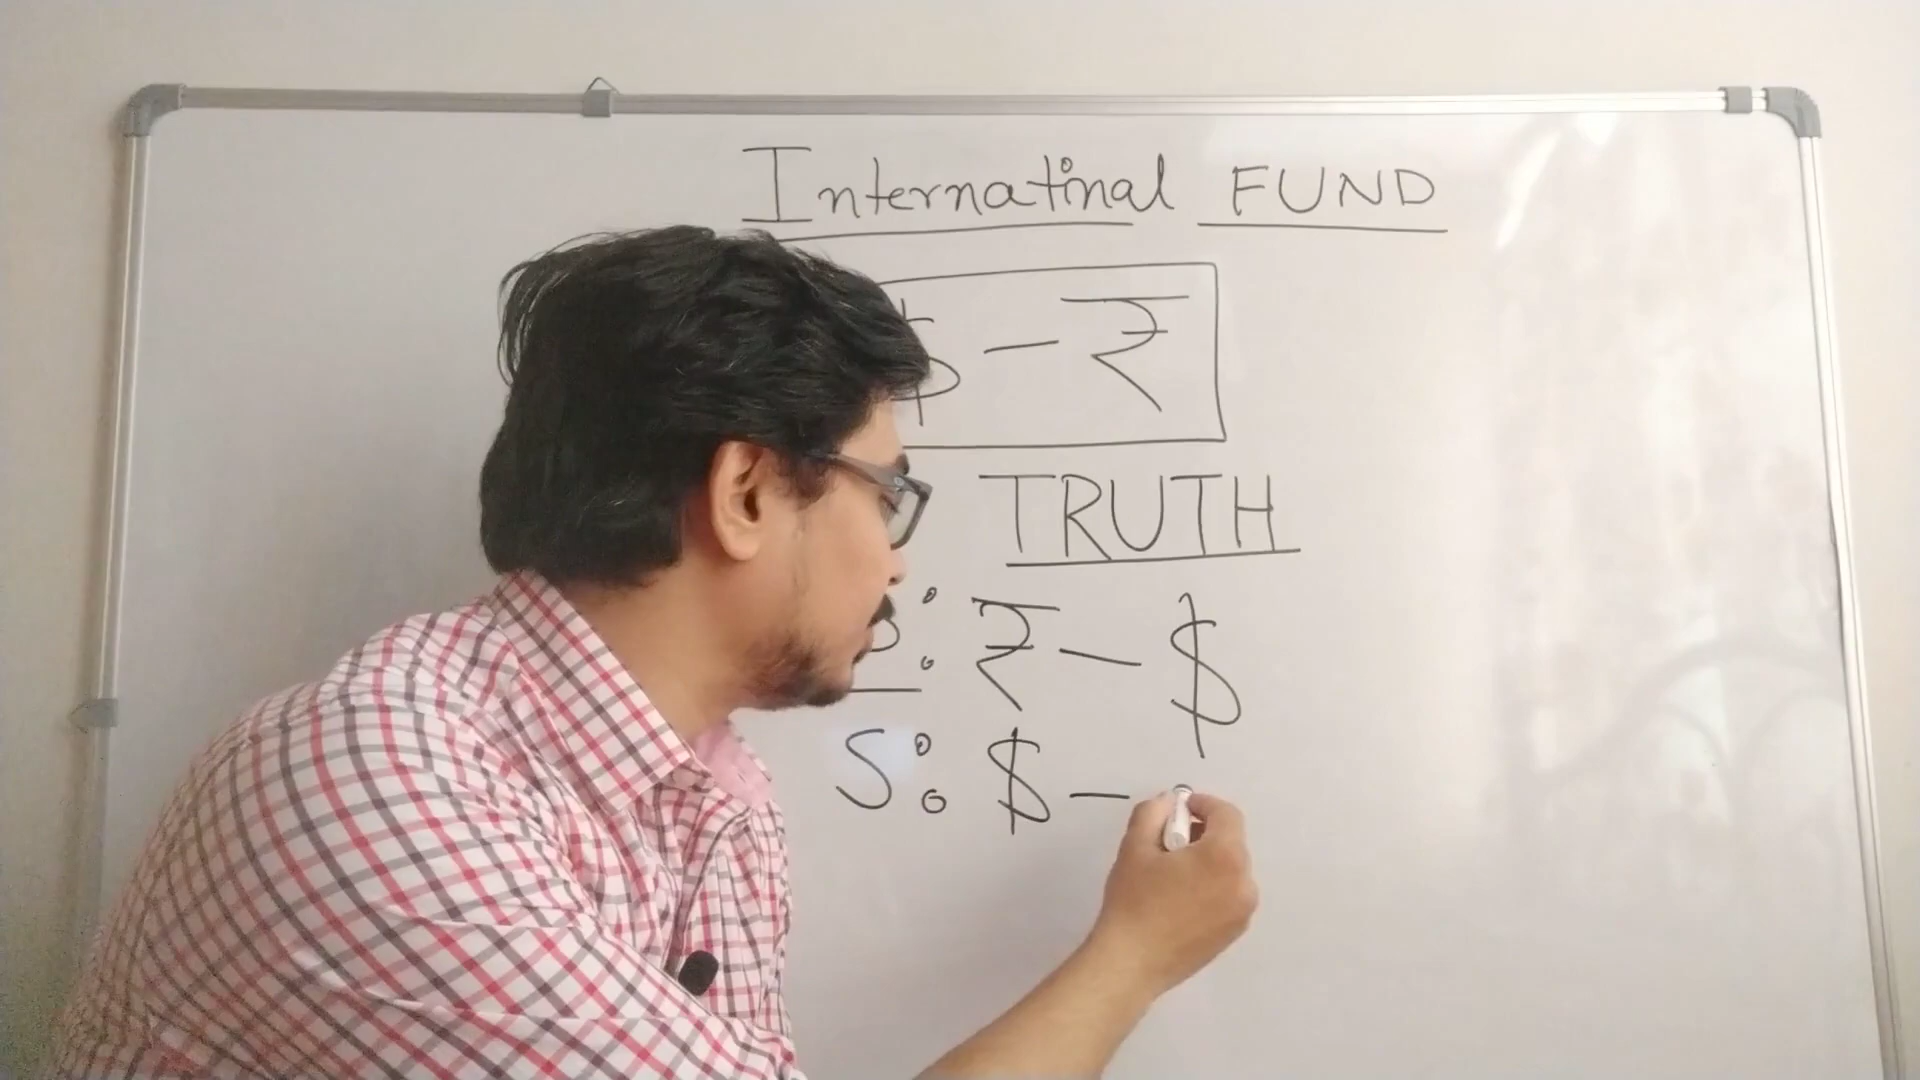 Internatinal FUND
$ - ₹
TRUTH
P: ₹ - $
S: $ -